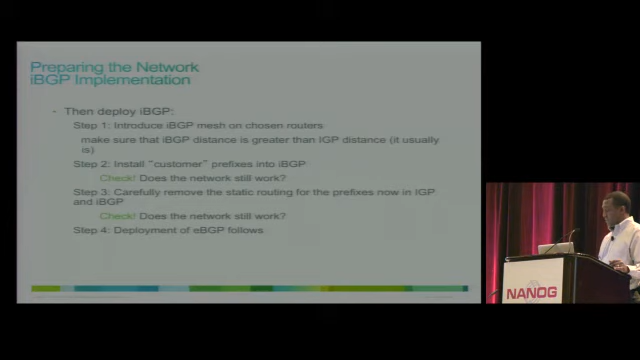 Preparing the Network
iBGP Implementation
• Then deploy iBGP:
Step 1: Introduce iBGP mesh on chosen routers
make sure that iBGP distance is greater than IGP distance (it usually
is)
Step 2: Install "customer" prefixes into iBGP
Check! Does the network still work?
Step 3: Carefully remove the static routing for the prefixes now in IGP
and iBGP
Check! Does the network still work?
Step 4: Deployment of eBGP follows
NANOG